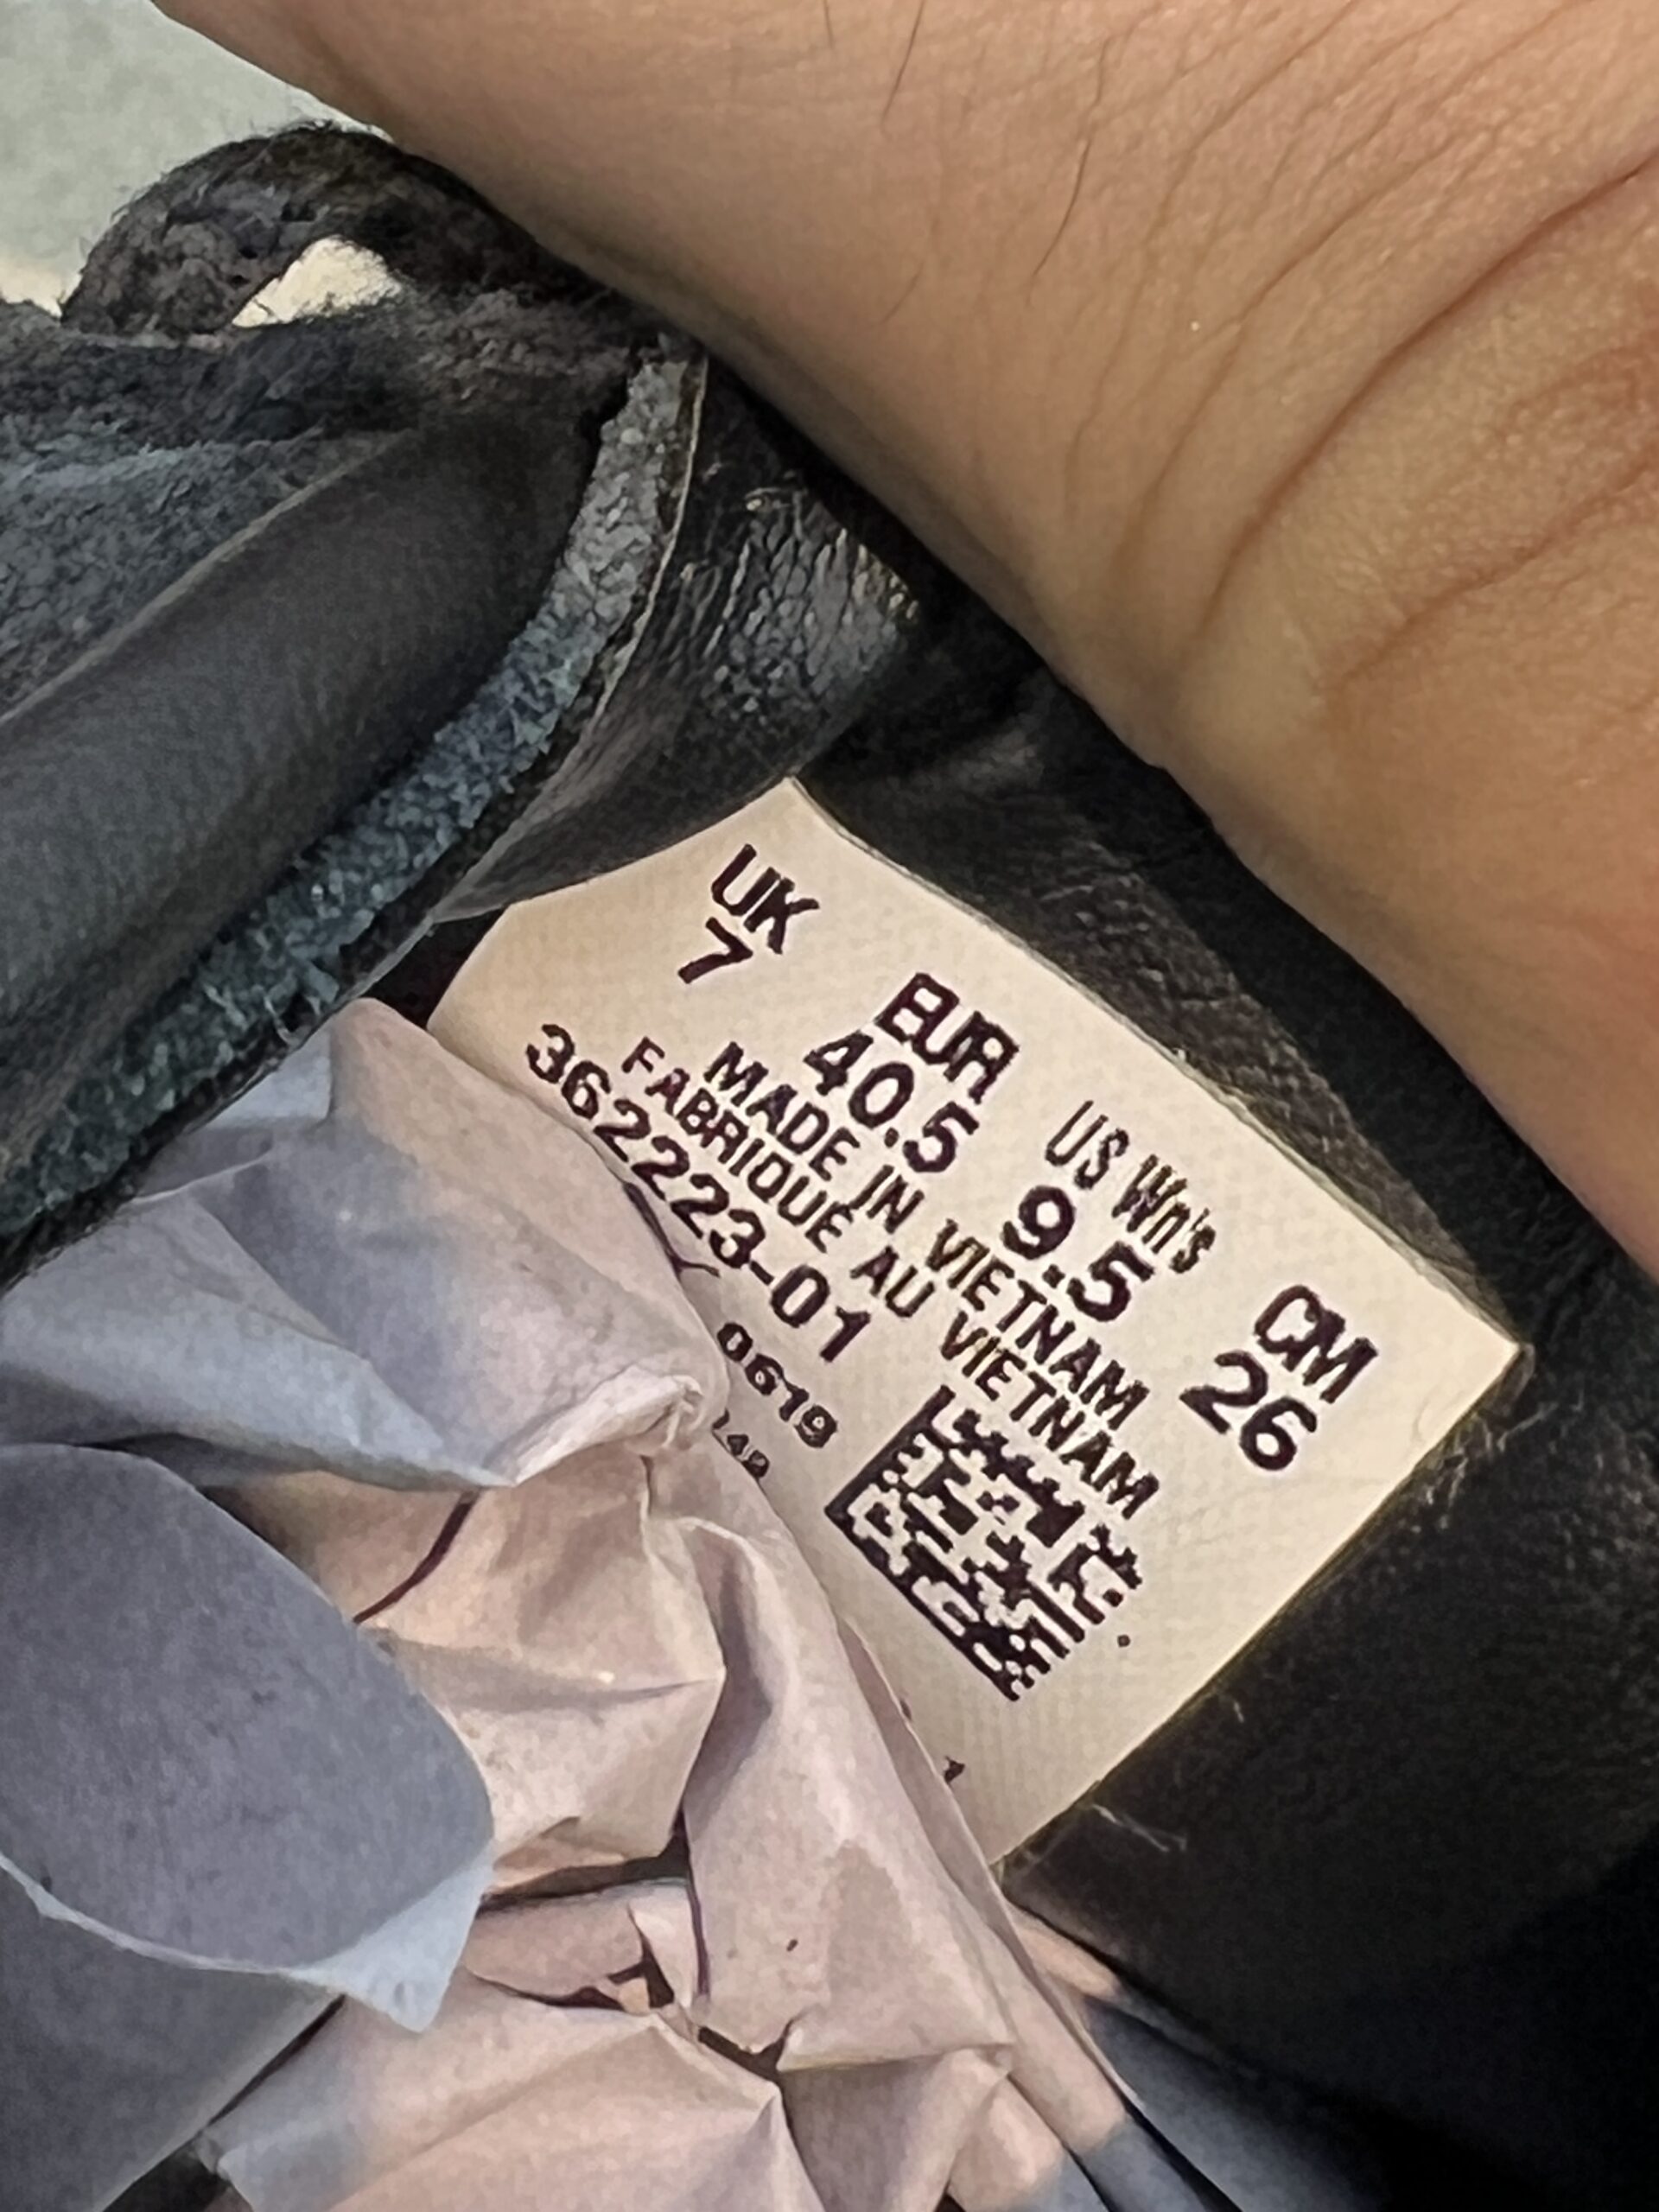 UK EUR US Wn's CM
7 40.5 9.5 26
MADE IN VIETNAM
FABRIQUÉ AU VIETNAM
362223-01
0619